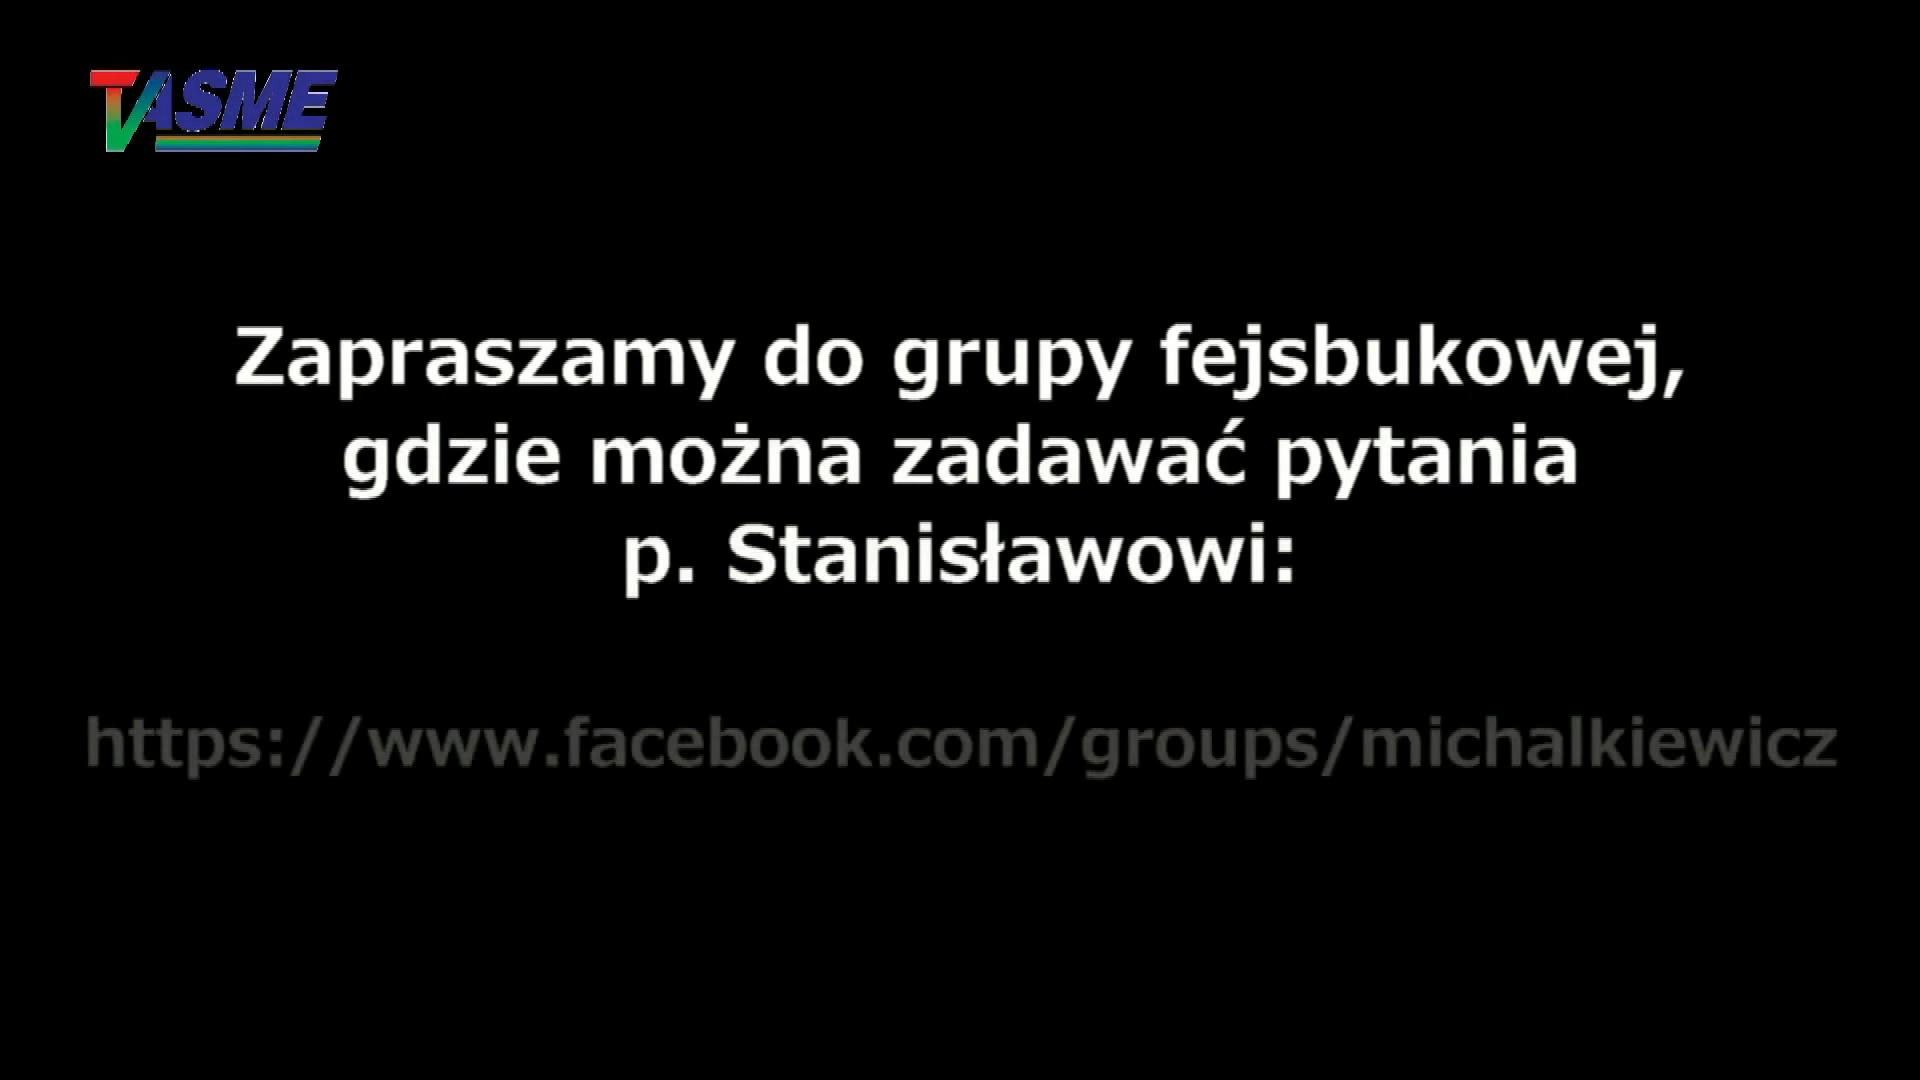 TVASME
Zapraszamy do grupy fejsbukowej,
gdzie można zadawać pytania
p. Stanisławowi:
https://www.facebook.com/groups/michalkiewicz